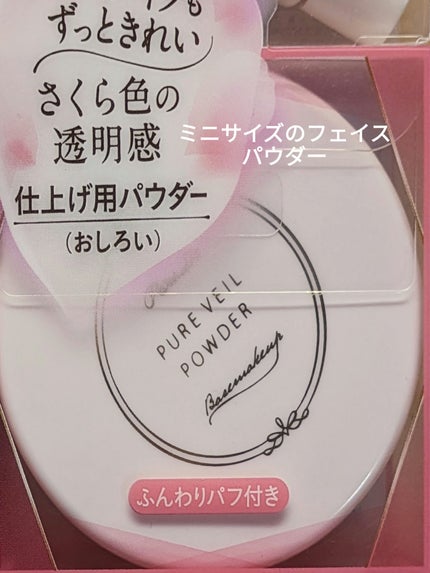 ずっときれい
さくら色の
透明感
仕上げ用パウダー
(おしろい)
ミニサイズのフェイス
パウダー
PURE VEIL
POWDER
Basemakeup
ふんわりパフ付き